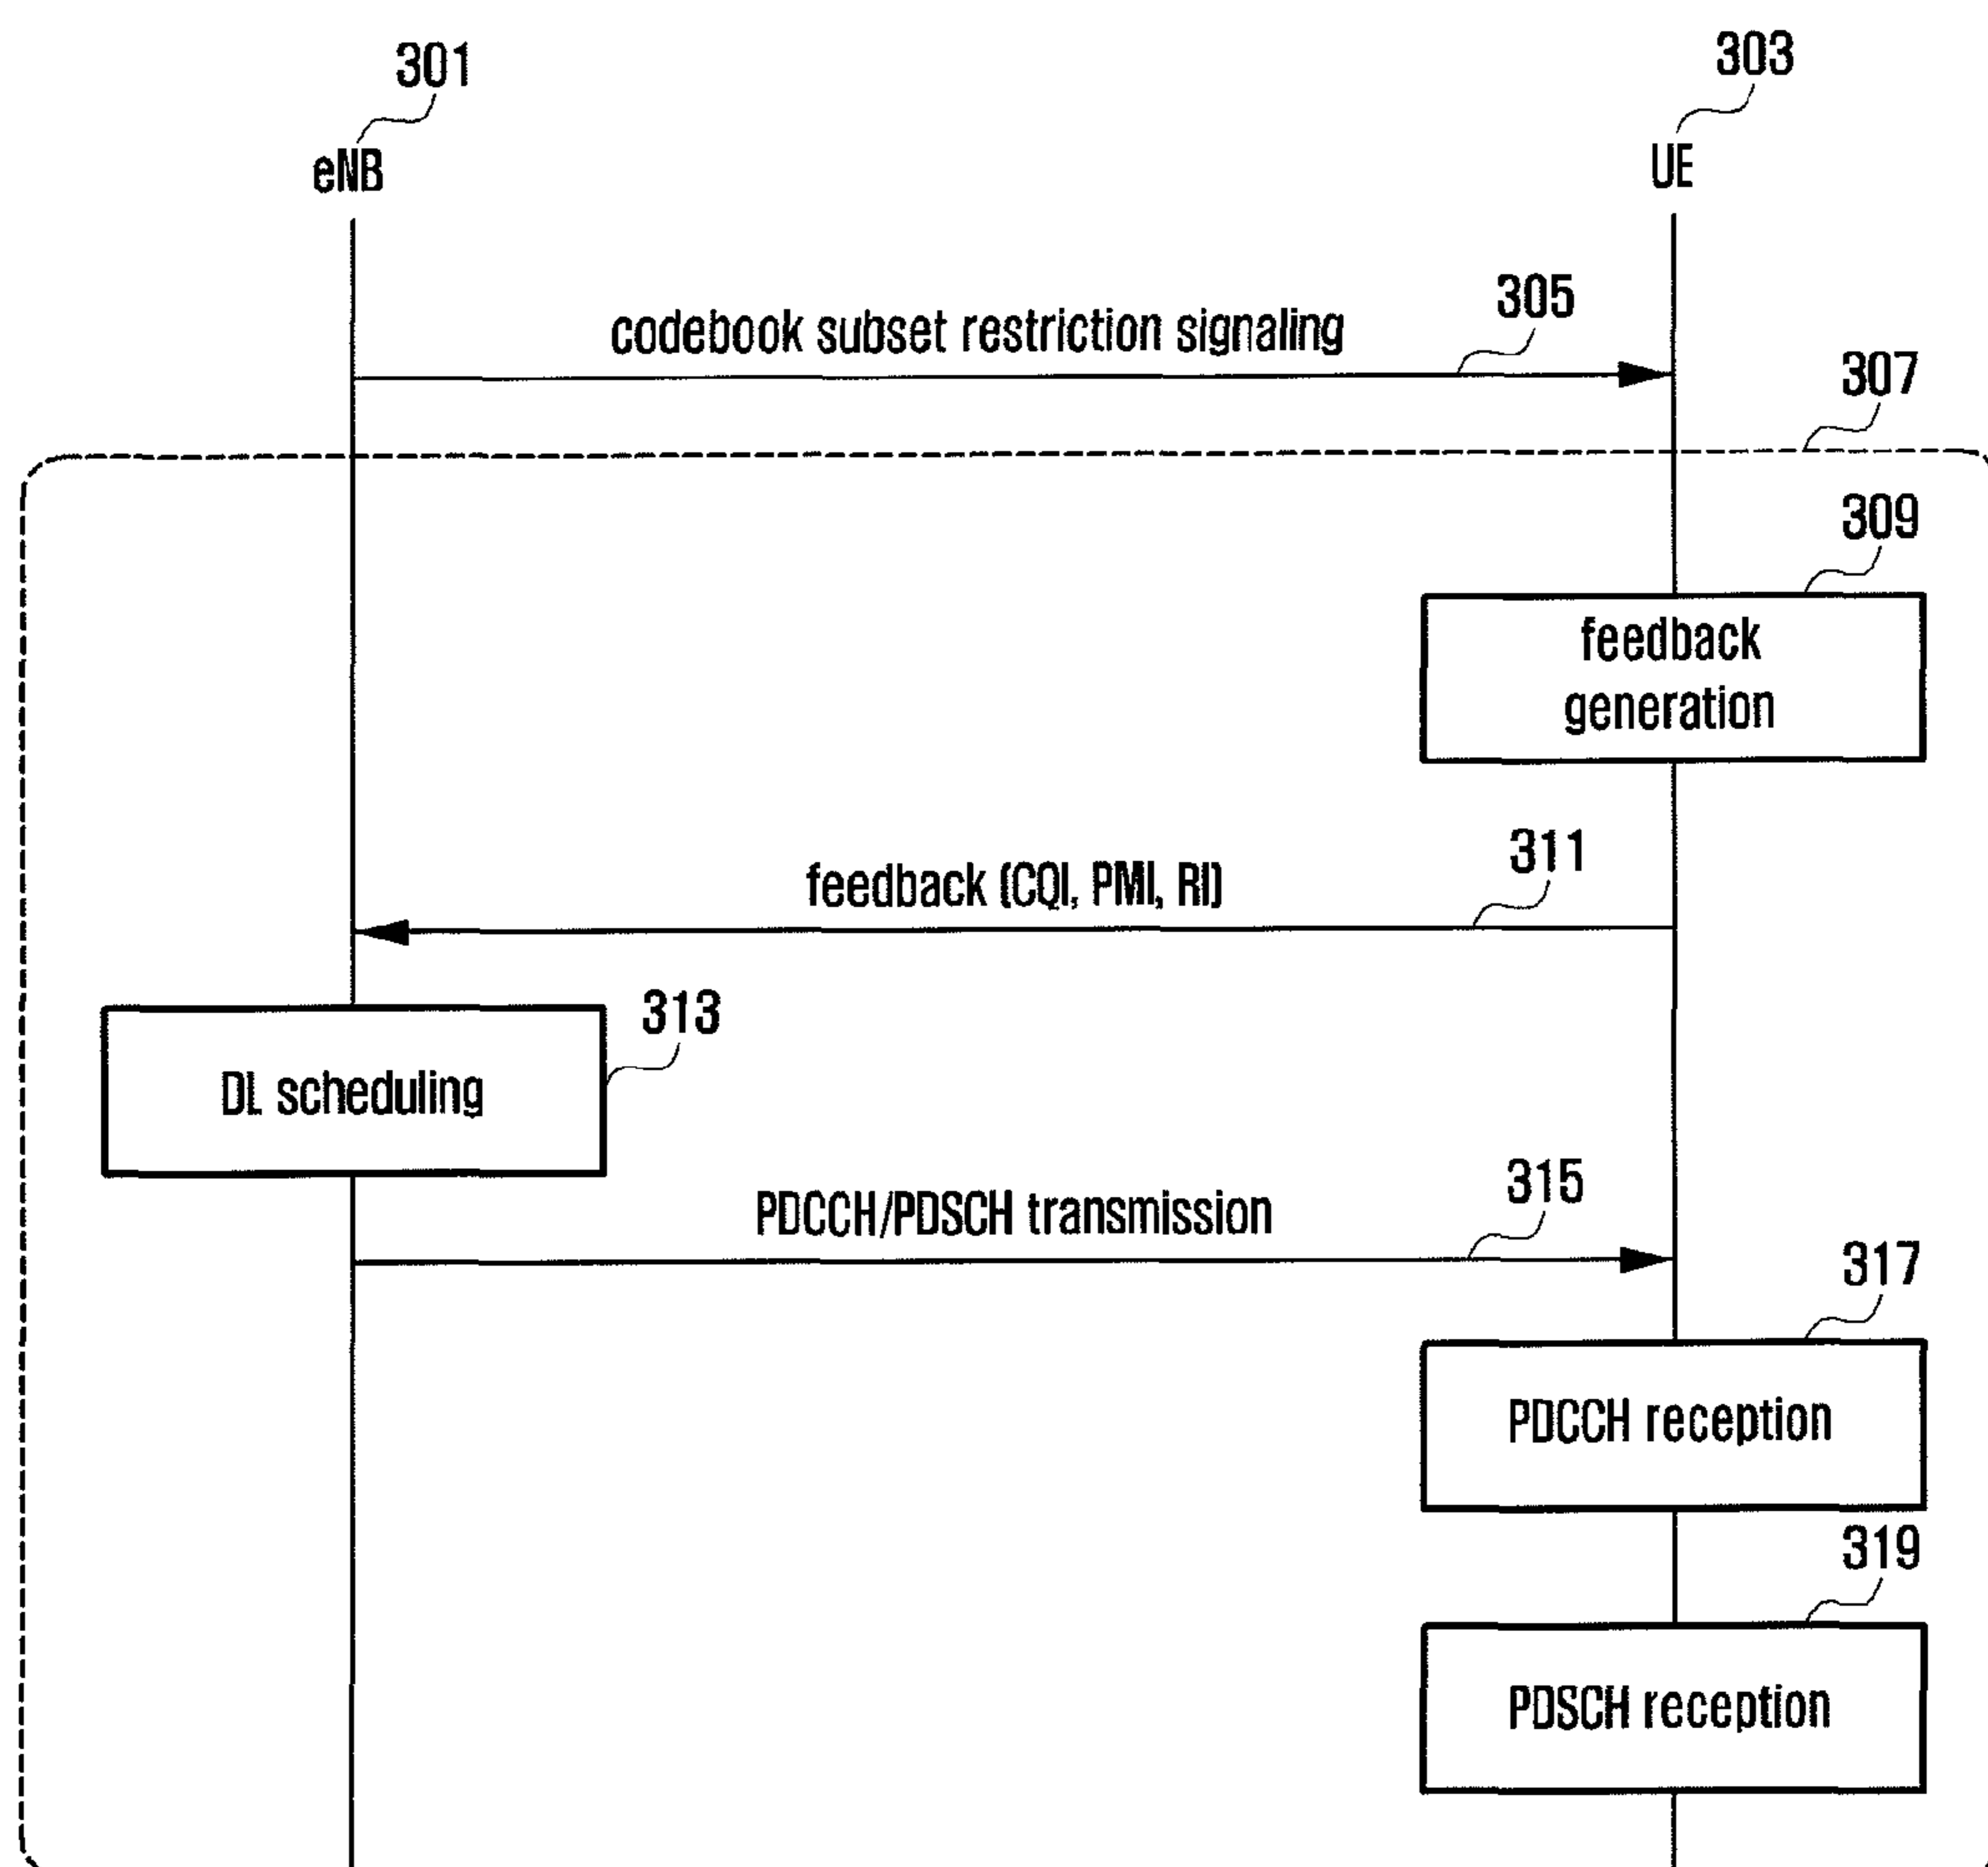 301
303
eNB
UE
305
codebook subset restriction signaling
307
309
feedback
generation
311
feedback (CQI, PMI, RI)
313
DL scheduling
315
PDCCH/PDSCH transmission
317
PDCCH reception
319
PDSCH reception